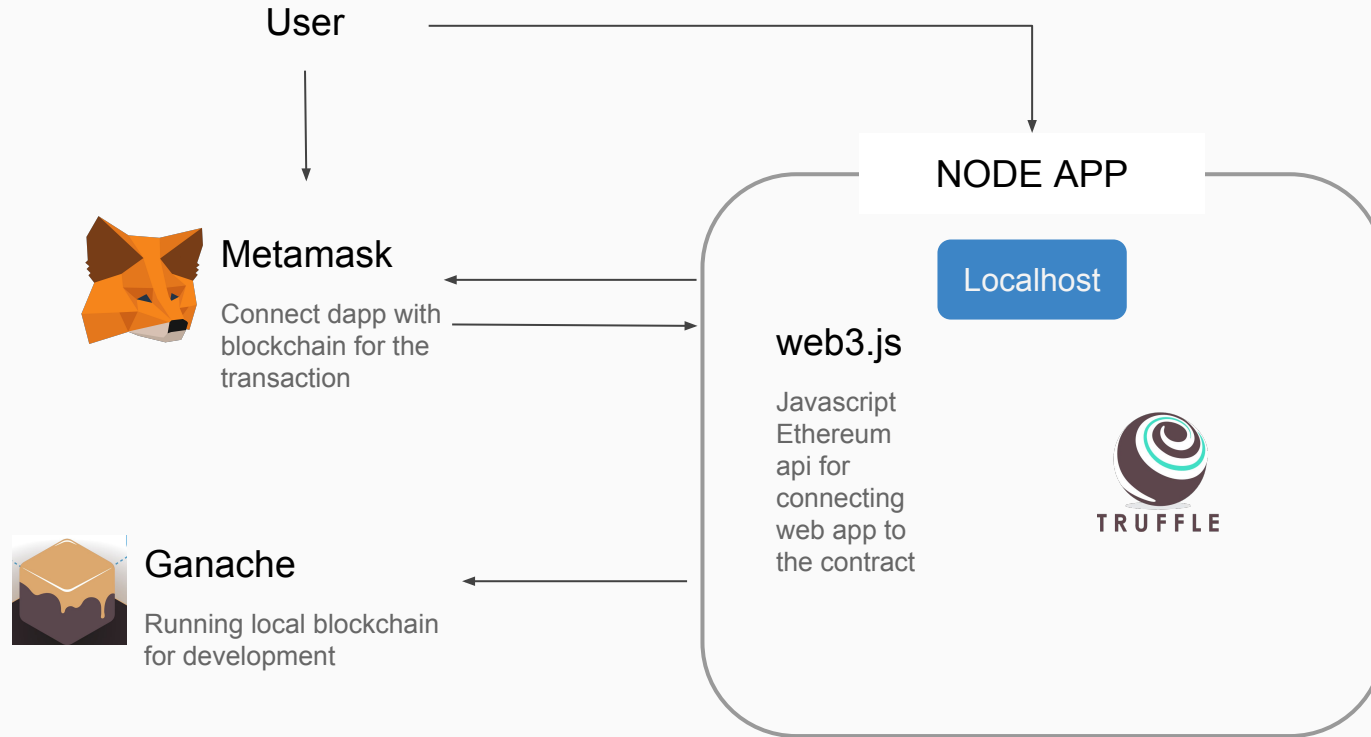 User
NODE APP
Localhost
Metamask
Connect dapp with
blockchain for the
transaction
web3.js
Javascript
Ethereum
api for
connecting
web app to
the contract
TRUFFLE
Ganache
Running local blockchain
for development